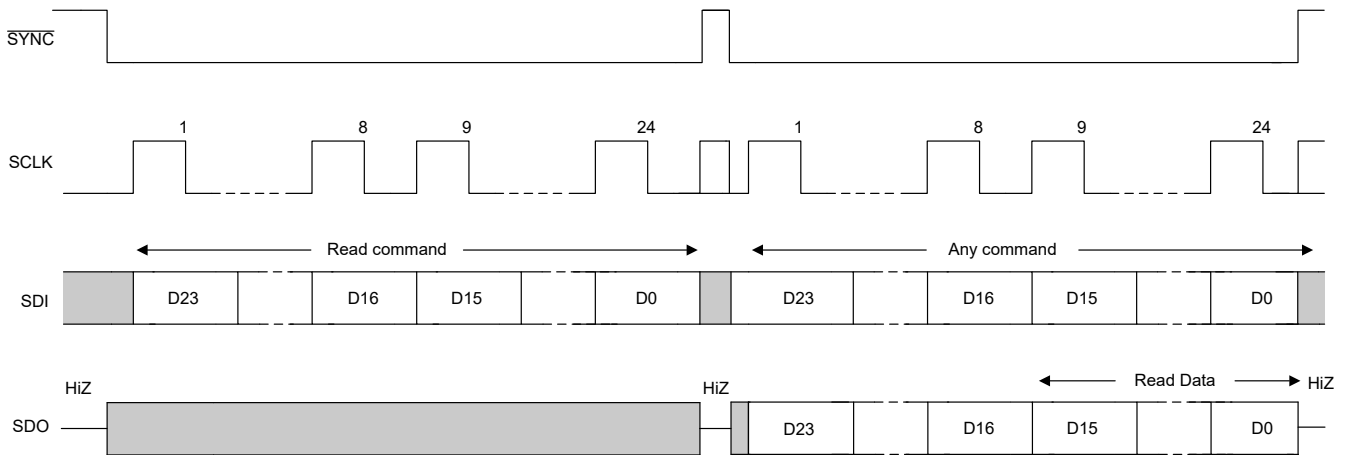 S̅Y̅N̅C̅
SCLK 1 8 9 24 1 8 9 24
Read command Any command
SDI D23 D16 D15 D0 D23 D16 D15 D0
HiZ HiZ Read Data HiZ
SDO D23 D16 D15 D0